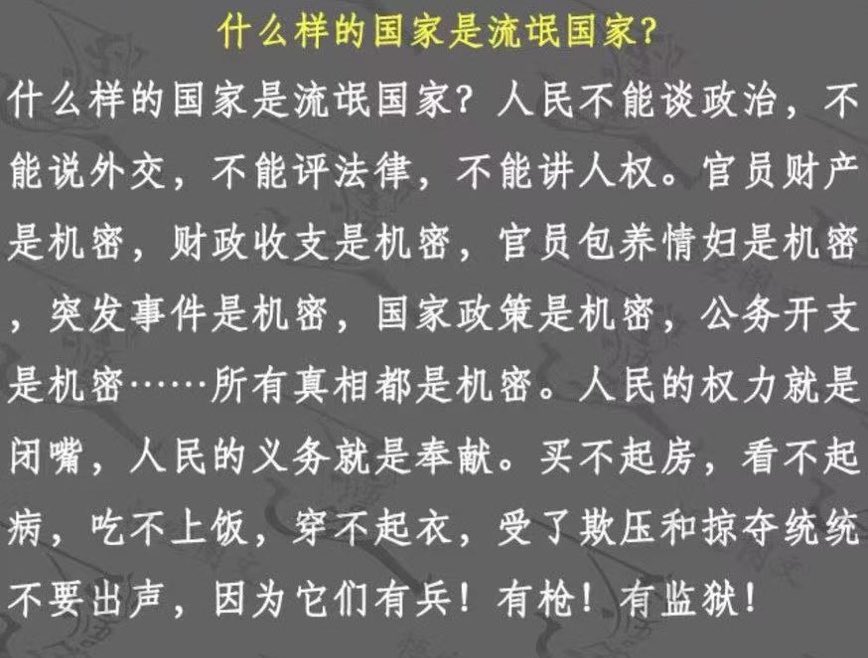 什么样的国家是流氓国家?
什么样的国家是流氓国家?人民不能谈政治,不
能说外交,不能评法律,不能讲人权。官员财产
是机密,财政收支是机密,官员包养情妇是机密
,突发事件是机密,国家政策是机密,公务开支
是机密……所有真相都是机密。人民的权力就是
闭嘴,人民的义务就是奉献。买不起房,看不起
病,吃不上饭,穿不起衣,受了欺压和掠夺统统
不要出声,因为它们有兵!有枪!有监狱!